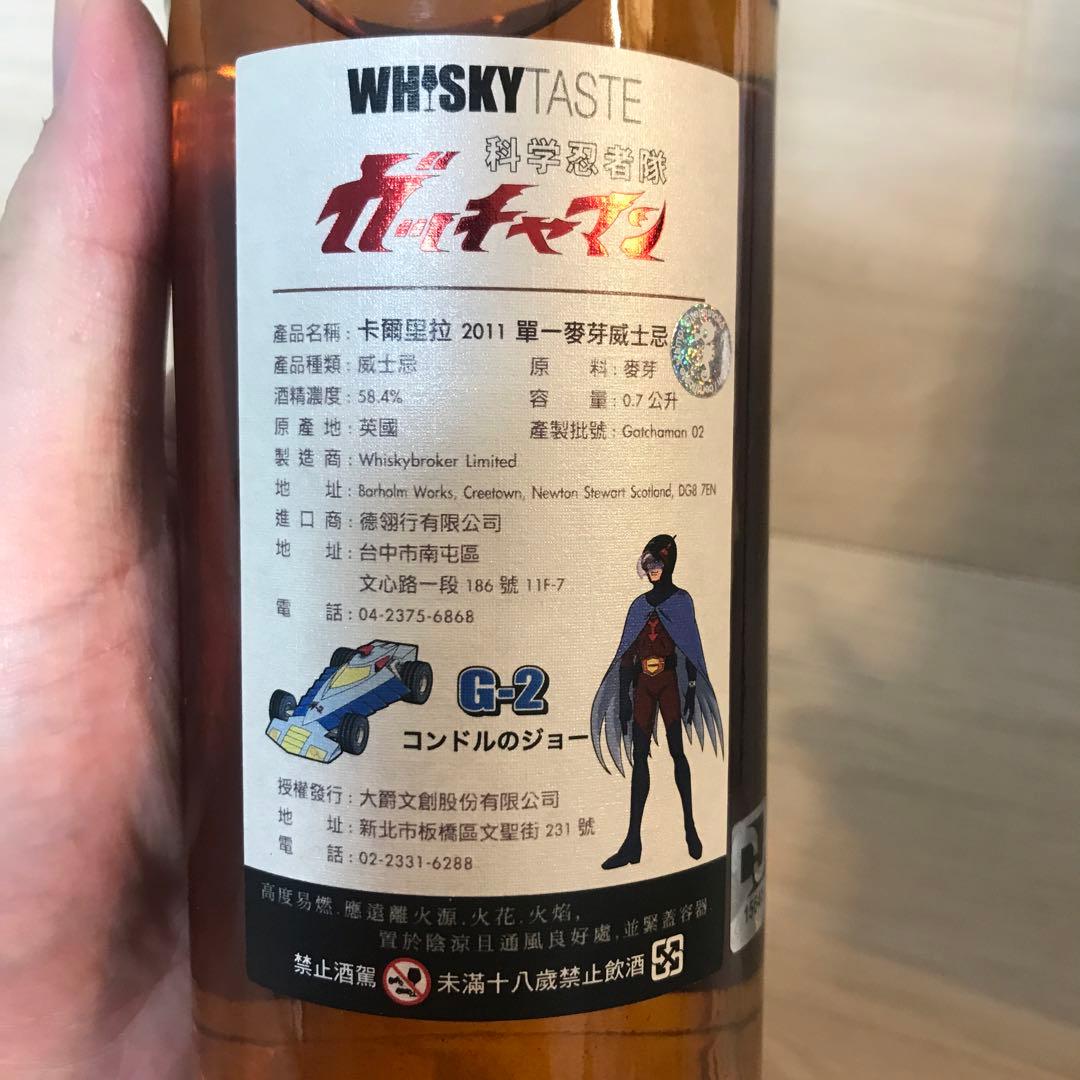 WHISKYTASTE
科学忍者隊
ガッチャマン
產品名稱：卡爾里拉 2011 單一麥芽威士忌
產品種類：威士忌 原料：麥芽
酒精濃度：58.4% 容量：0.7 公升
原產地：英國 產製批號：Gatchaman 02
製造商：Whiskybroker Limited
地址：Barholm Works, Creetown, Newton Stewart Scotland, DG8 7EN
進口商：德翎行有限公司
地址：台中市南屯區
文心路一段 186 號 11F-7
電話：04-2375-6868
G-2
コンドルのジョー
授權發行：大爵文創股份有限公司
地址：新北市板橋區文聖街 231 號
電話：02-2331-6288
高度易燃.應遠離火源.火花.火焰,
置於陰涼且通風良好處,並緊蓋容器
禁止酒駕 未滿十八歲禁止飲酒